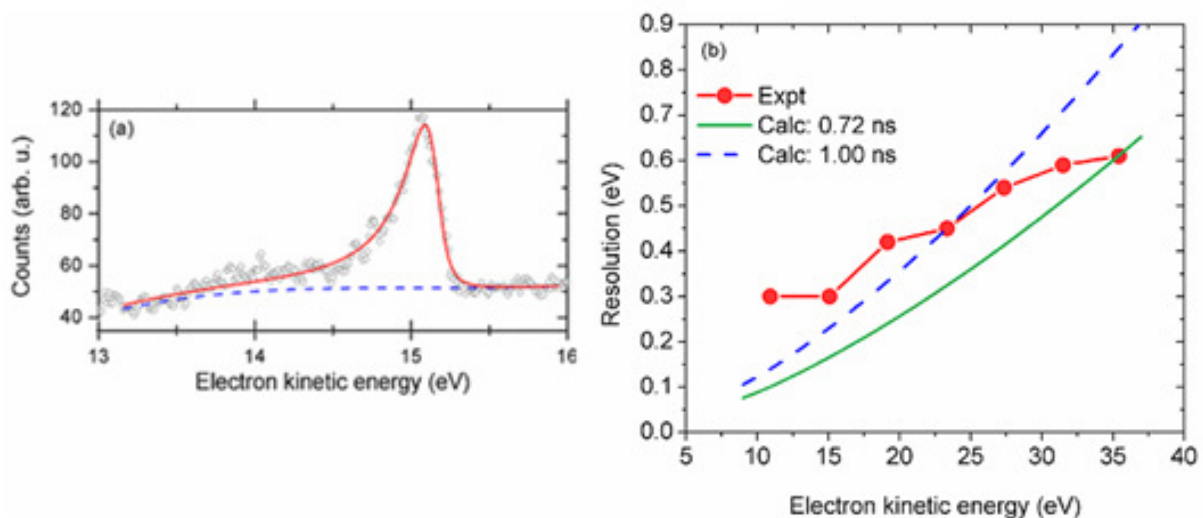 (a)
Counts (arb. u.)
120
100
80
60
40
13 14 15 16
Electron kinetic energy (eV)
(b)
Resolution (eV)
0.9
0.8
0.7
0.6
0.5
0.4
0.3
0.2
0.1
0.0
Expt
Calc: 0.72 ns
Calc: 1.00 ns
5 10 15 20 25 30 35 40
Electron kinetic energy (eV)